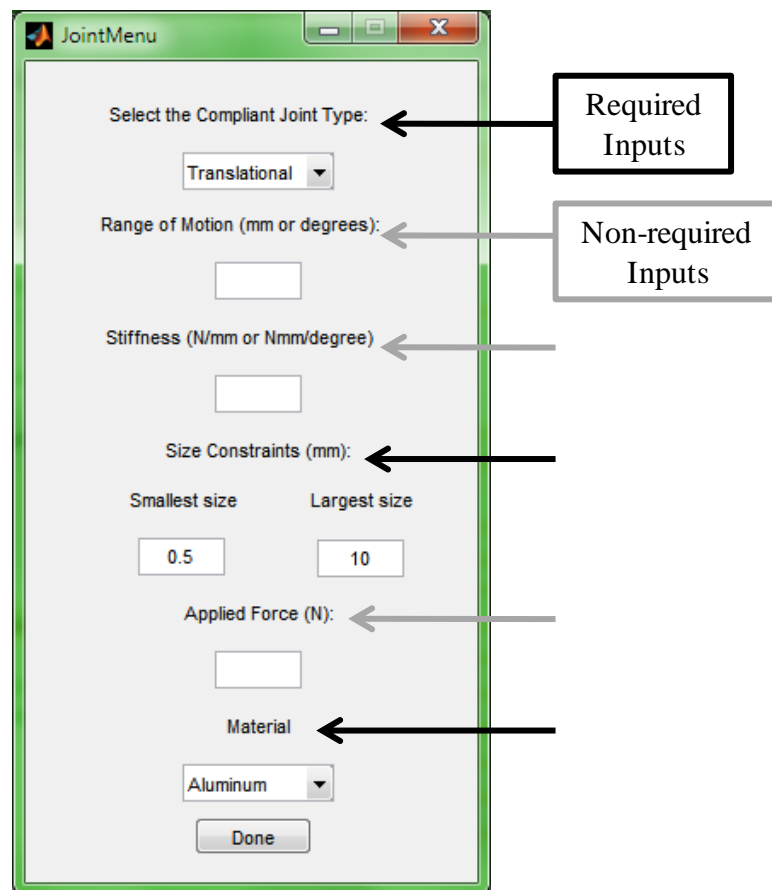 JointMenu
Select the Compliant Joint Type:
Required
Inputs
Translational
Range of Motion (mm or degrees):
Non-required
Inputs
Stiffness (N/mm or Nmm/degree)
Size Constraints (mm):
Smallest size
Largest size
0.5
10
Applied Force (N):
Material
Aluminum
Done